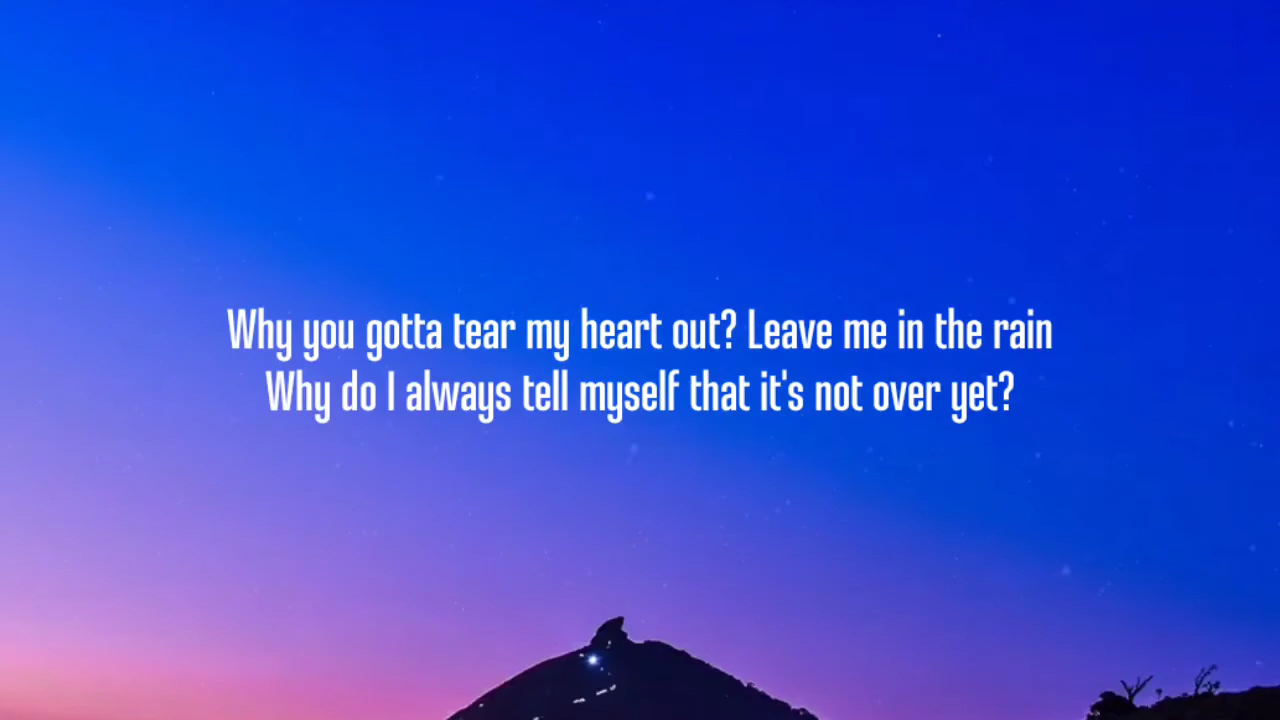 Why you gotta tear my heart out? Leave me in the rain
Why do I always tell myself that it's not over yet?